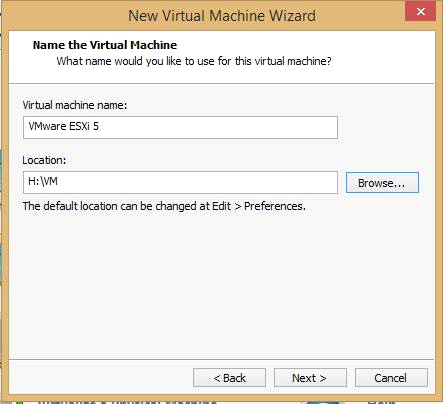 New Virtual Machine Wizard
Name the Virtual Machine
What name would you like to use for this virtual machine?
Virtual machine name:
VMware ESXi 5
Location:
H:\VM
Browse...
The default location can be changed at Edit > Preferences.
< Back
Next >
Cancel